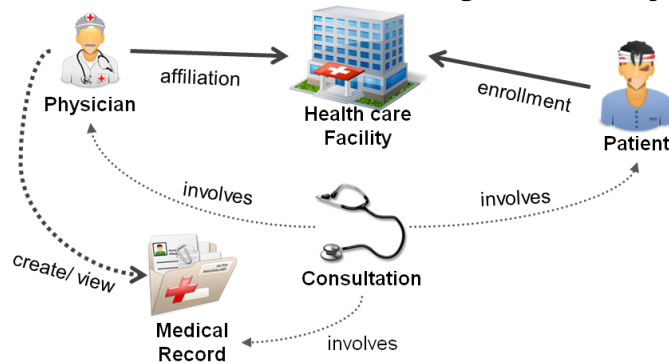 affiliation
enrollment
Physician
Health care
Facility
Patient
involves
involves
create/ view
Consultation
Medical
Record
involves